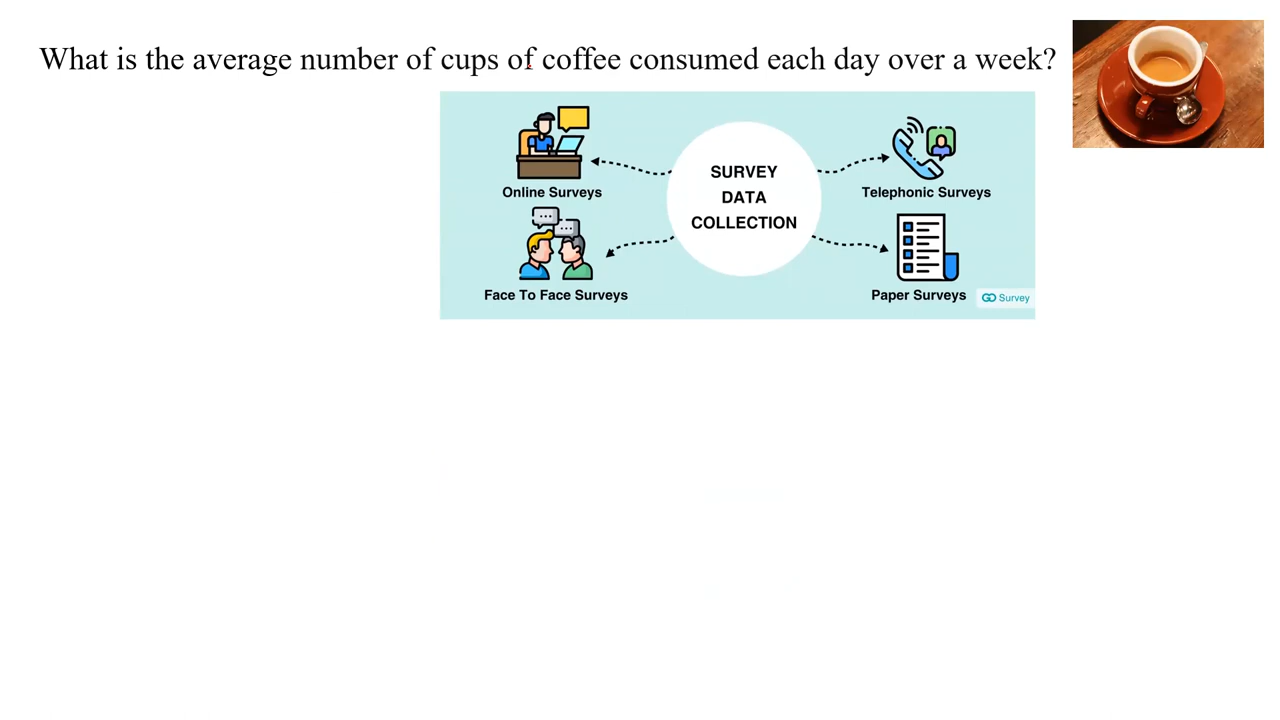 What is the average number of cups of coffee consumed each day over a week?
SURVEY
DATA
COLLECTION
Online Surveys
Telephonic Surveys
Face To Face Surveys
Paper Surveys
GO Survey